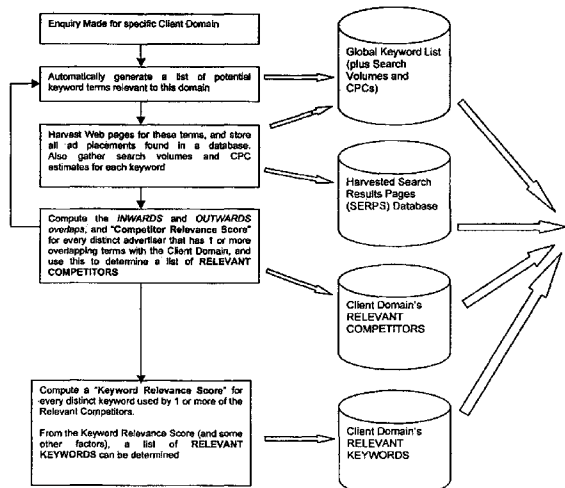 Enquiry Made for specific Client Domain
Automatically generate a list of potential
keyword terms relevant to this domain
Harvest Web pages for these terms, and store
all ad placements found in a database.
Also gather search volumes and CPC
estimates for each keyword
Compute the INWARDS and OUTWARDS
overlaps, and "Competitor Relevance Score"
for every distinct advertiser that has 1 or more
overlapping terms with the Client Domain, and
use this to determine a list of RELEVANT
COMPETITORS
Compute a "Keyword Relevance Score" for
every distinct keyword used by 1 or more of the
Relevant Competitors.
From the Keyword Relevance Score (and some
other factors), a list of RELEVANT
KEYWORDS can be determined
Global Keyword List
(plus Search
Volumes and
CPCs)
Harvested Search
Results Pages
(SERPS) Database
Client Domain's
RELEVANT
COMPETITORS
Client Domain's
RELEVANT
KEYWORDS